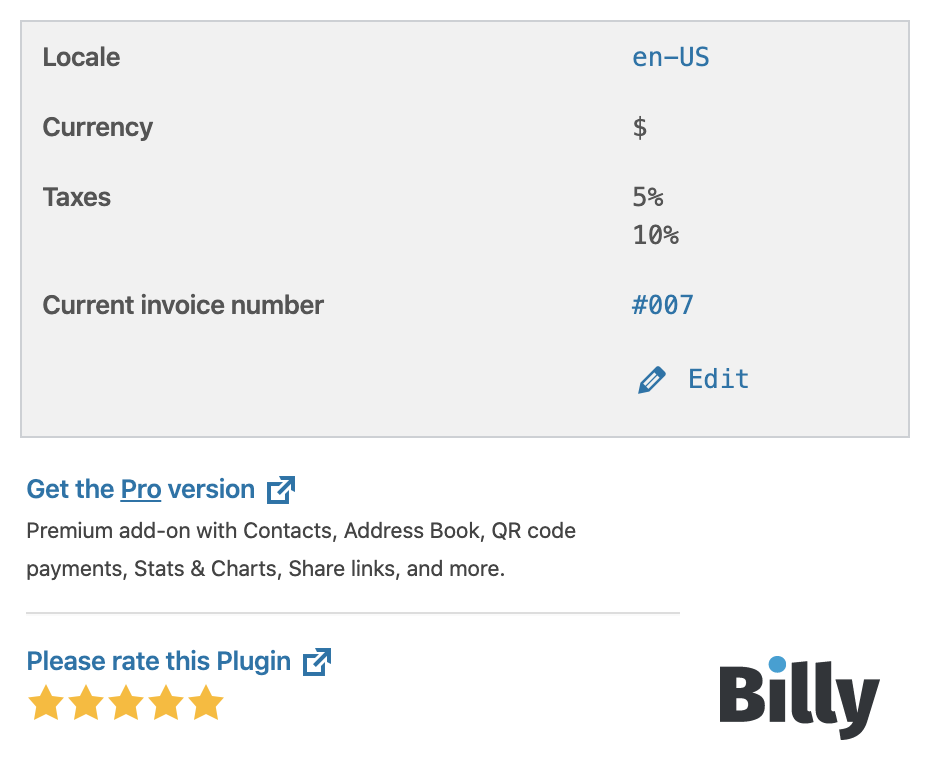 Locale en-US
Currency $
Taxes 5%
10%
Current invoice number #007
Edit
Get the Pro version
Premium add-on with Contacts, Address Book, QR code
payments, Stats & Charts, Share links, and more.
Please rate this Plugin
Billy